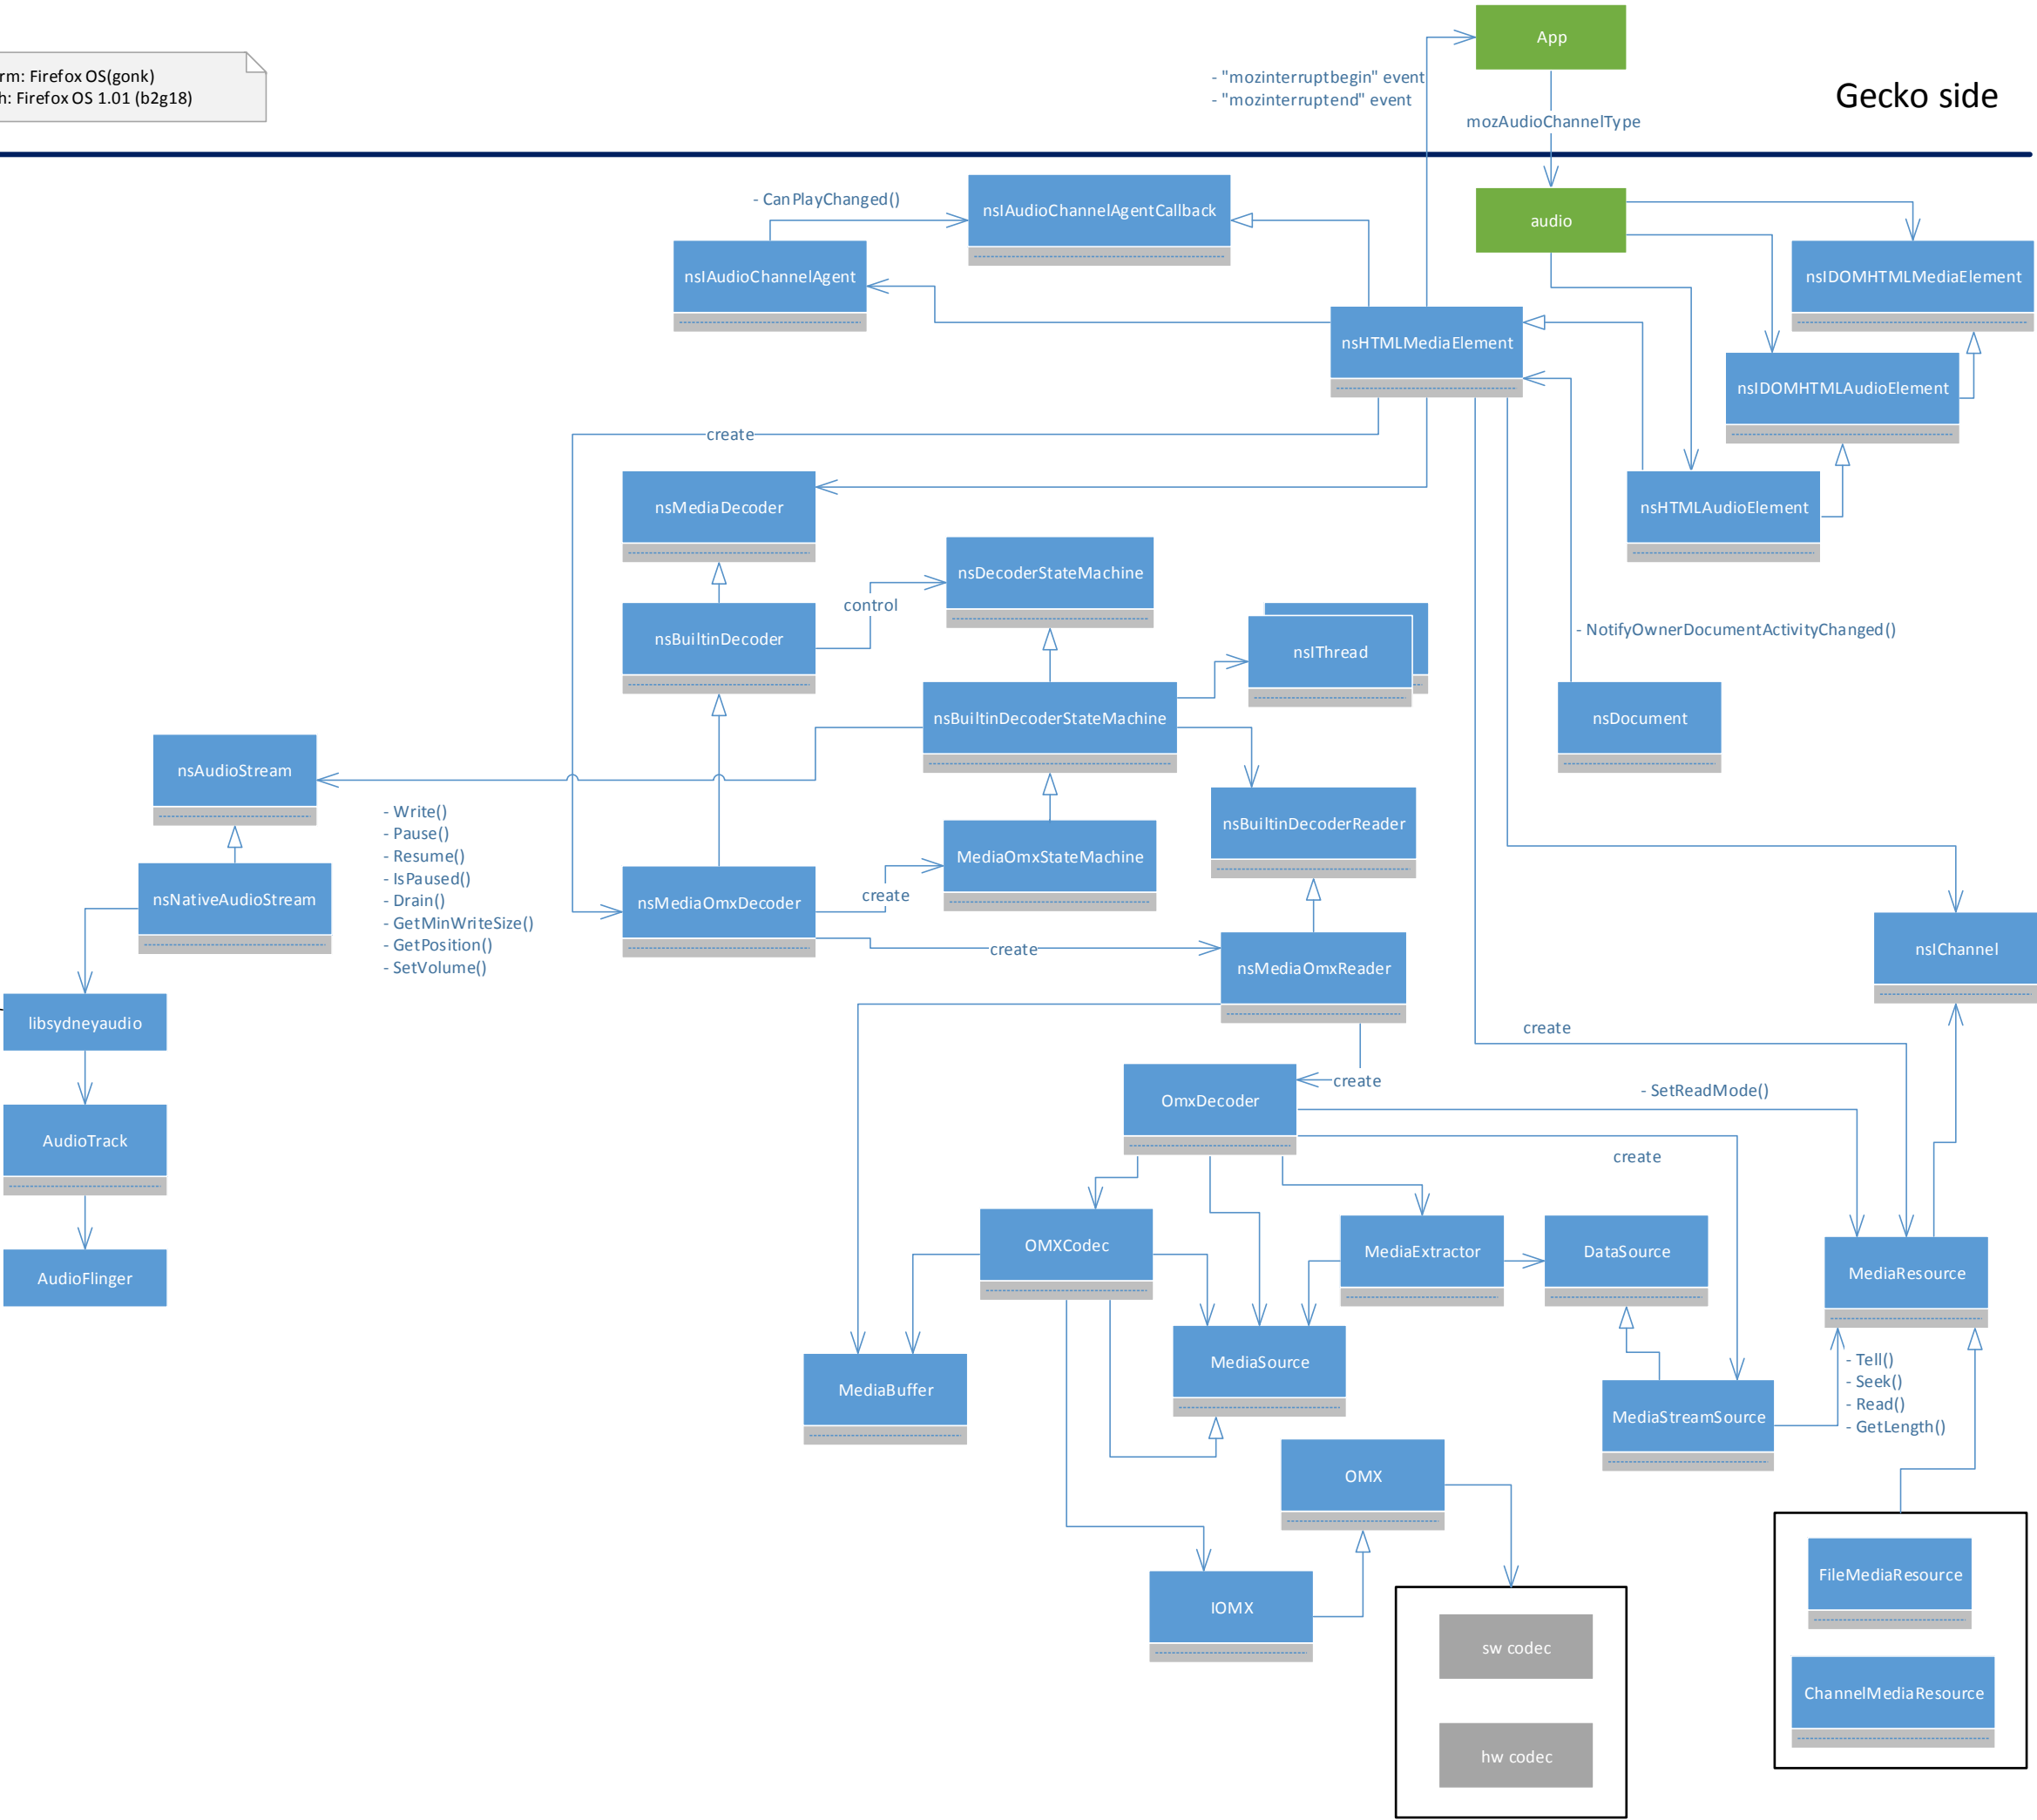 App
rm: Firefox OS(gonk)
h: Firefox OS 1.01 (b2g18)
- "mozinterruptbegin" event
- "mozinterruptend" event
Gecko side
mozAudioChannelType
- CanPlayChanged()
nsIAudioChannelAgentCallback
audio
nsIAudioChannelAgent
nsIDOMHTMLMediaElement
nsHTMLMediaElement
nsIDOMHTMLAudioElement
create
nsMediaDecoder
nsHTMLAudioElement
nsDecoderStateMachine
control
nsBuiltinDecoder
- NotifyOwnerDocumentActivityChanged()
nsIThread
nsBuiltinDecoderStateMachine
nsDocument
nsAudioStream
- Write()
- Pause()
- Resume()
- IsPaused()
- Drain()
- GetMinWriteSize()
- GetPosition()
- SetVolume()
nsBuiltinDecoderReader
MediaOmxStateMachine
nsNativeAudioStream
nsMediaOmxDecoder
create
create
nsMediaOmxReader
nsIChannel
libsydneyaudio
create
create
OmxDecoder
- SetReadMode()
AudioTrack
create
OMXCodec
MediaExtractor
DataSource
MediaResource
AudioFlinger
MediaSource
MediaBuffer
- Tell()
- Seek()
- Read()
- GetLength()
MediaStreamSource
OMX
FileMediaResource
IOMX
sw codec
ChannelMediaResource
hw codec